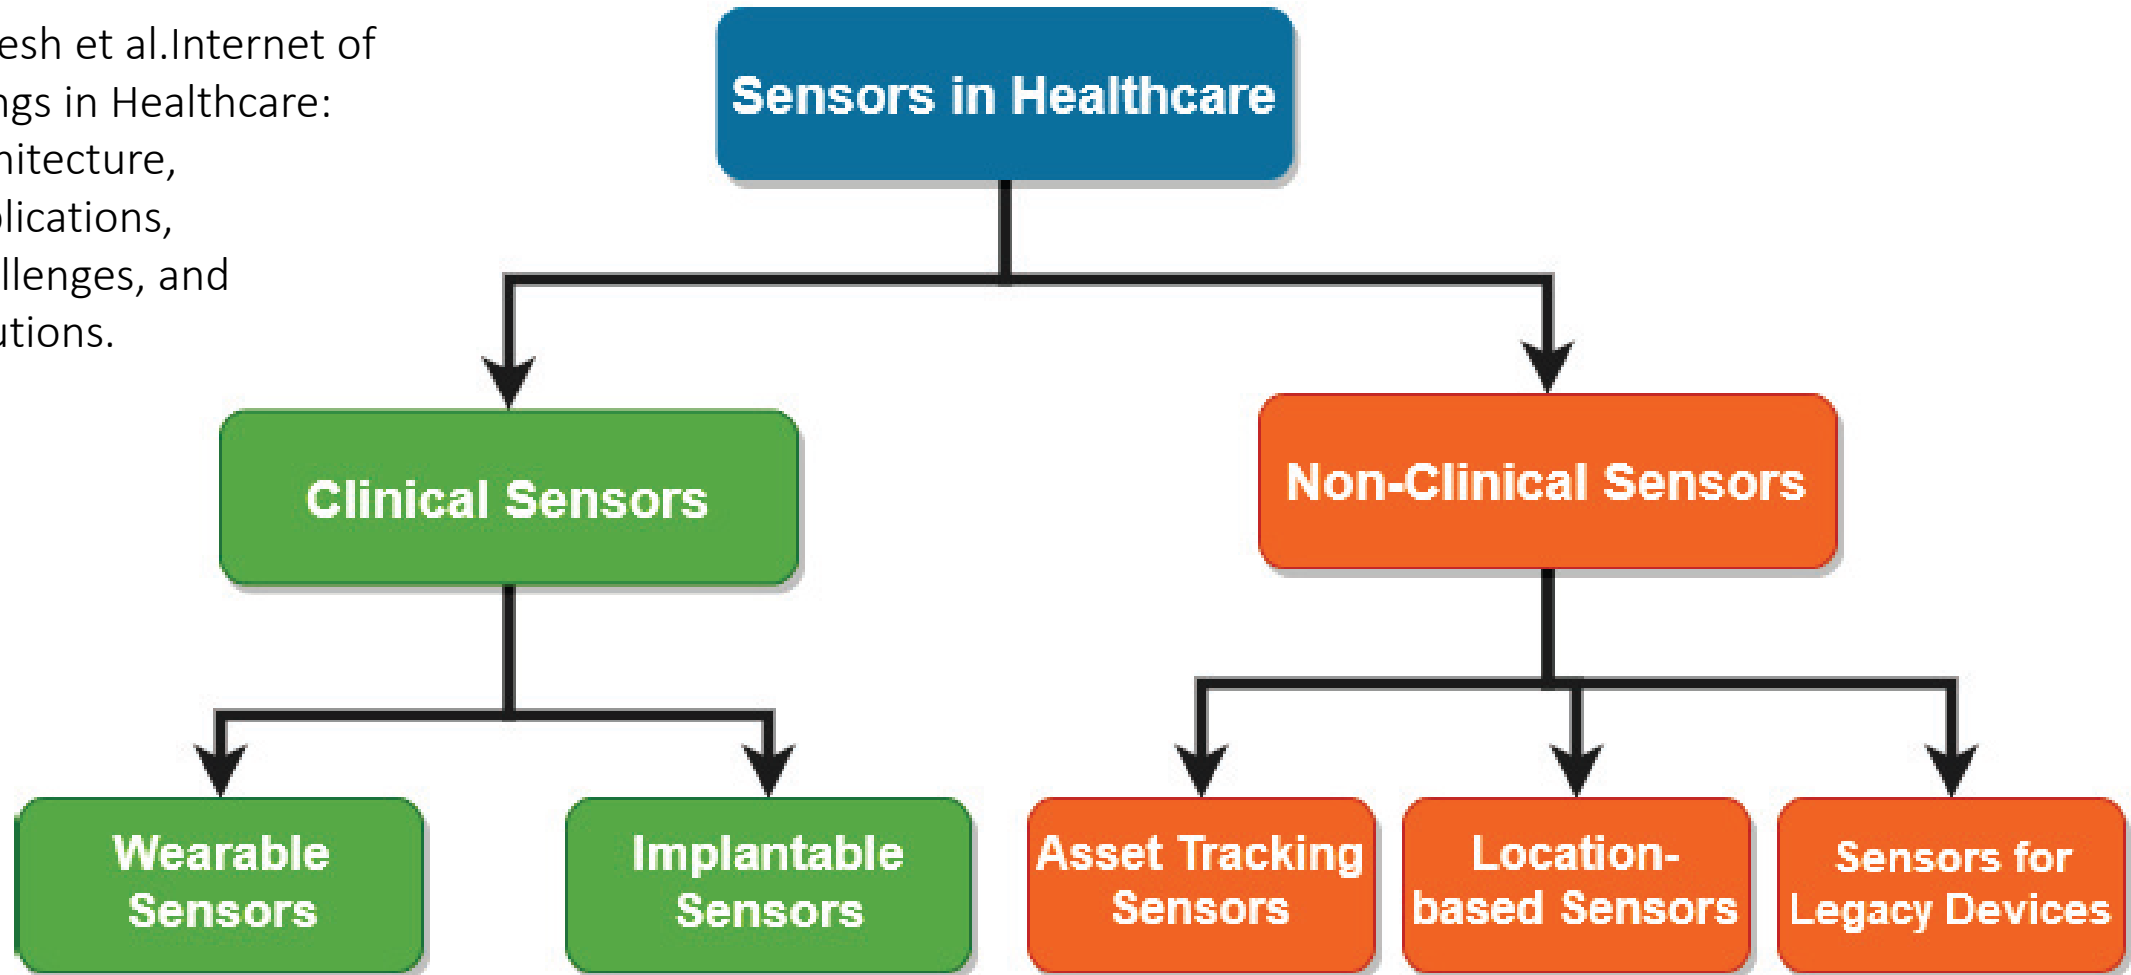 esh et al.Internet of
ngs in Healthcare:
hitecture,
plications,
llenges, and
utions.
Sensors in Healthcare
Clinical Sensors
Non-Clinical Sensors
Wearable
Sensors
Implantable
Sensors
Asset Tracking
Sensors
Location-
based Sensors
Sensors for
Legacy Devices